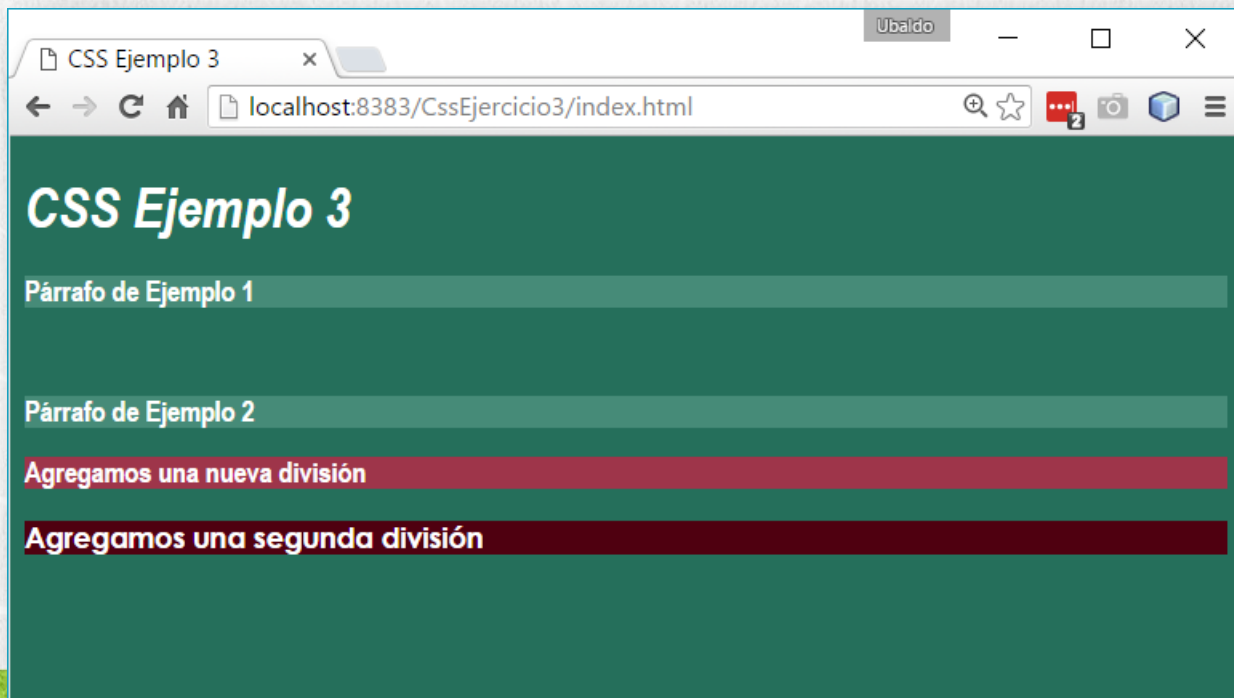 Ubaldo
CSS Ejemplo 3
localhost:8383/CssEjercicio3/index.html
2
CSS Ejemplo 3
Párrafo de Ejemplo 1
Párrafo de Ejemplo 2
Agregamos una nueva división
Agregamos una segunda división